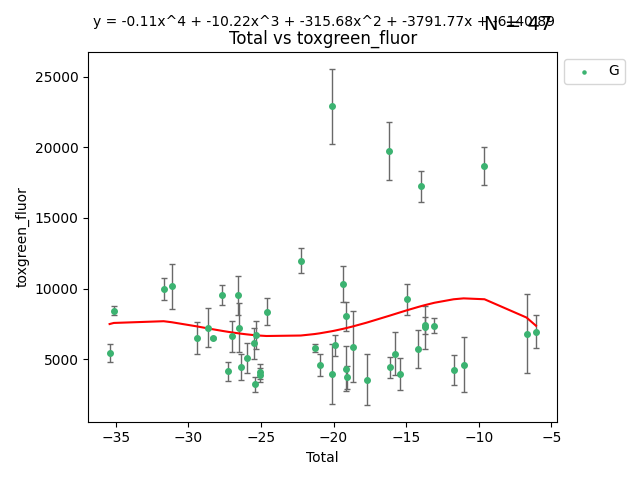 y = -0.11x^4 + -10.22x^3 + -315.68x^2 + -3791.77x +
N = 47
Total vs toxgreen_fluor
G
25000
20000
15000
10000
5000
toxgreen_fluor
−35 −30 −25 −20 −15 −10 −5
Total